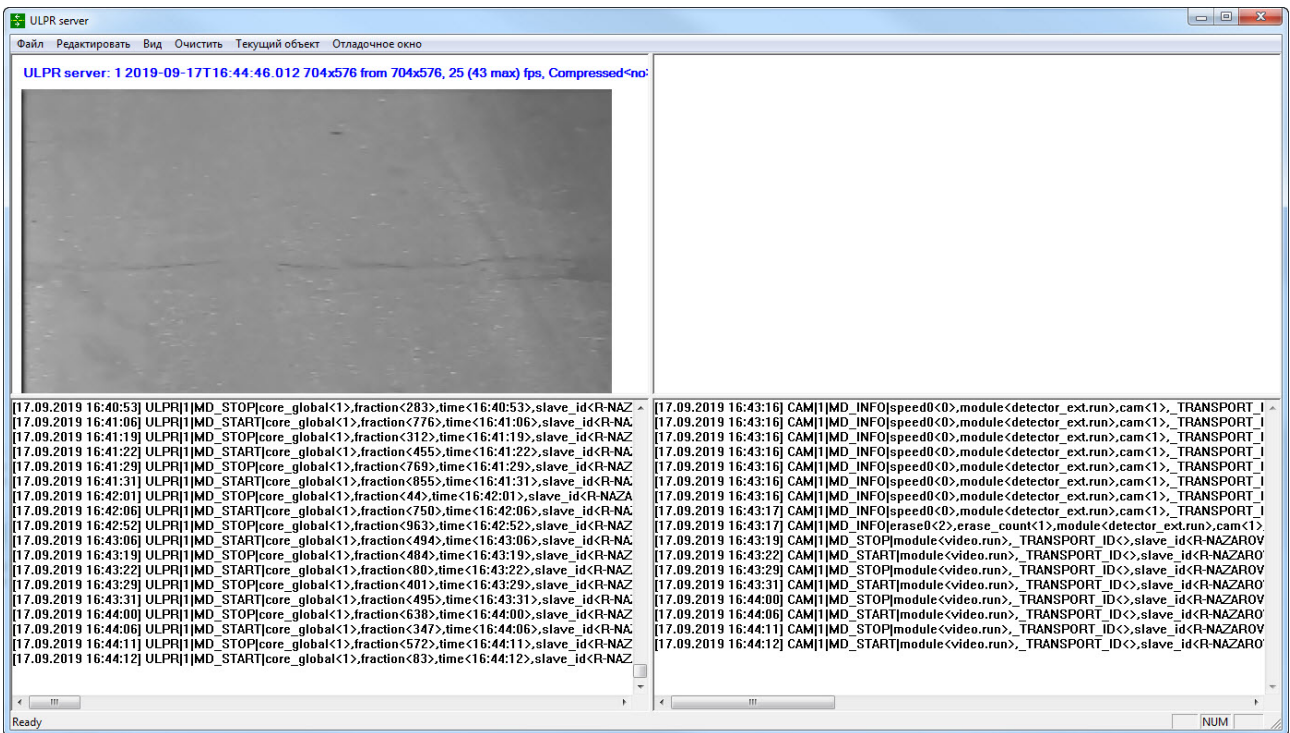 ULPR server
Файл Редактировать Вид Очистить Текущий объект Отладочное окно
ULPR server: 1 2019-09-17T16:44:46.012 704x576 from 704x576, 25 (43 max) fps, Compressed<no>
[17.09.2019 16:40:53] ULPR|1|MD_STOP|core_global<1>,fraction<283>,time<16:40:53>,slave_id<R-NAZ
[17.09.2019 16:41:06] ULPR|1|MD_START|core_global<1>,fraction<776>,time<16:41:06>,slave_id<R-NA
[17.09.2019 16:41:19] ULPR|1|MD_STOP|core_global<1>,fraction<312>,time<16:41:19>,slave_id<R-NAZ
[17.09.2019 16:41:22] ULPR|1|MD_START|core_global<1>,fraction<455>,time<16:41:22>,slave_id<R-NA
[17.09.2019 16:41:29] ULPR|1|MD_STOP|core_global<1>,fraction<769>,time<16:41:29>,slave_id<R-NAZ
[17.09.2019 16:41:31] ULPR|1|MD_START|core_global<1>,fraction<855>,time<16:41:31>,slave_id<R-NA
[17.09.2019 16:42:01] ULPR|1|MD_STOP|core_global<1>,fraction<44>,time<16:42:01>,slave_id<R-NAZA
[17.09.2019 16:42:06] ULPR|1|MD_START|core_global<1>,fraction<750>,time<16:42:06>,slave_id<R-NA
[17.09.2019 16:42:52] ULPR|1|MD_STOP|core_global<1>,fraction<963>,time<16:42:52>,slave_id<R-NAZ
[17.09.2019 16:43:06] ULPR|1|MD_START|core_global<1>,fraction<494>,time<16:43:06>,slave_id<R-NA
[17.09.2019 16:43:19] ULPR|1|MD_STOP|core_global<1>,fraction<484>,time<16:43:19>,slave_id<R-NAZ
[17.09.2019 16:43:22] ULPR|1|MD_START|core_global<1>,fraction<80>,time<16:43:22>,slave_id<R-NAZ
[17.09.2019 16:43:29] ULPR|1|MD_STOP|core_global<1>,fraction<401>,time<16:43:29>,slave_id<R-NAZ
[17.09.2019 16:43:31] ULPR|1|MD_START|core_global<1>,fraction<495>,time<16:43:31>,slave_id<R-NA
[17.09.2019 16:44:00] ULPR|1|MD_STOP|core_global<1>,fraction<638>,time<16:44:00>,slave_id<R-NAZ
[17.09.2019 16:44:06] ULPR|1|MD_START|core_global<1>,fraction<347>,time<16:44:06>,slave_id<R-NA
[17.09.2019 16:44:11] ULPR|1|MD_STOP|core_global<1>,fraction<572>,time<16:44:11>,slave_id<R-NAZ
[17.09.2019 16:44:12] ULPR|1|MD_START|core_global<1>,fraction<83>,time<16:44:12>,slave_id<R-NAZ
[17.09.2019 16:43:16] CAM|1|MD_INFO|speed0<0>,module<detector_ext.run>,cam<1>,_TRANSPORT_I
[17.09.2019 16:43:16] CAM|1|MD_INFO|speed0<0>,module<detector_ext.run>,cam<1>,_TRANSPORT_I
[17.09.2019 16:43:16] CAM|1|MD_INFO|speed0<0>,module<detector_ext.run>,cam<1>,_TRANSPORT_I
[17.09.2019 16:43:16] CAM|1|MD_INFO|speed0<0>,module<detector_ext.run>,cam<1>,_TRANSPORT_I
[17.09.2019 16:43:16] CAM|1|MD_INFO|speed0<0>,module<detector_ext.run>,cam<1>,_TRANSPORT_I
[17.09.2019 16:43:16] CAM|1|MD_INFO|speed0<0>,module<detector_ext.run>,cam<1>,_TRANSPORT_I
[17.09.2019 16:43:16] CAM|1|MD_INFO|speed0<0>,module<detector_ext.run>,cam<1>,_TRANSPORT_I
[17.09.2019 16:43:17] CAM|1|MD_INFO|speed0<0>,module<detector_ext.run>,cam<1>,_TRANSPORT_I
[17.09.2019 16:43:17] CAM|1|MD_INFO|erase0<2>,erase_count<1>,module<detector_ext.run>,cam<1>,
[17.09.2019 16:43:19] CAM|1|MD_STOP|module<video.run>,_TRANSPORT_ID<>,slave_id<R-NAZAROV
[17.09.2019 16:43:22] CAM|1|MD_START|module<video.run>,_TRANSPORT_ID<>,slave_id<R-NAZARO
[17.09.2019 16:43:29] CAM|1|MD_STOP|module<video.run>,_TRANSPORT_ID<>,slave_id<R-NAZAROV
[17.09.2019 16:43:31] CAM|1|MD_START|module<video.run>,_TRANSPORT_ID<>,slave_id<R-NAZARO
[17.09.2019 16:44:00] CAM|1|MD_STOP|module<video.run>,_TRANSPORT_ID<>,slave_id<R-NAZAROV
[17.09.2019 16:44:06] CAM|1|MD_START|module<video.run>,_TRANSPORT_ID<>,slave_id<R-NAZARO
[17.09.2019 16:44:11] CAM|1|MD_STOP|module<video.run>,_TRANSPORT_ID<>,slave_id<R-NAZAROV
[17.09.2019 16:44:12] CAM|1|MD_START|module<video.run>,_TRANSPORT_ID<>,slave_id<R-NAZARO
Ready
NUM